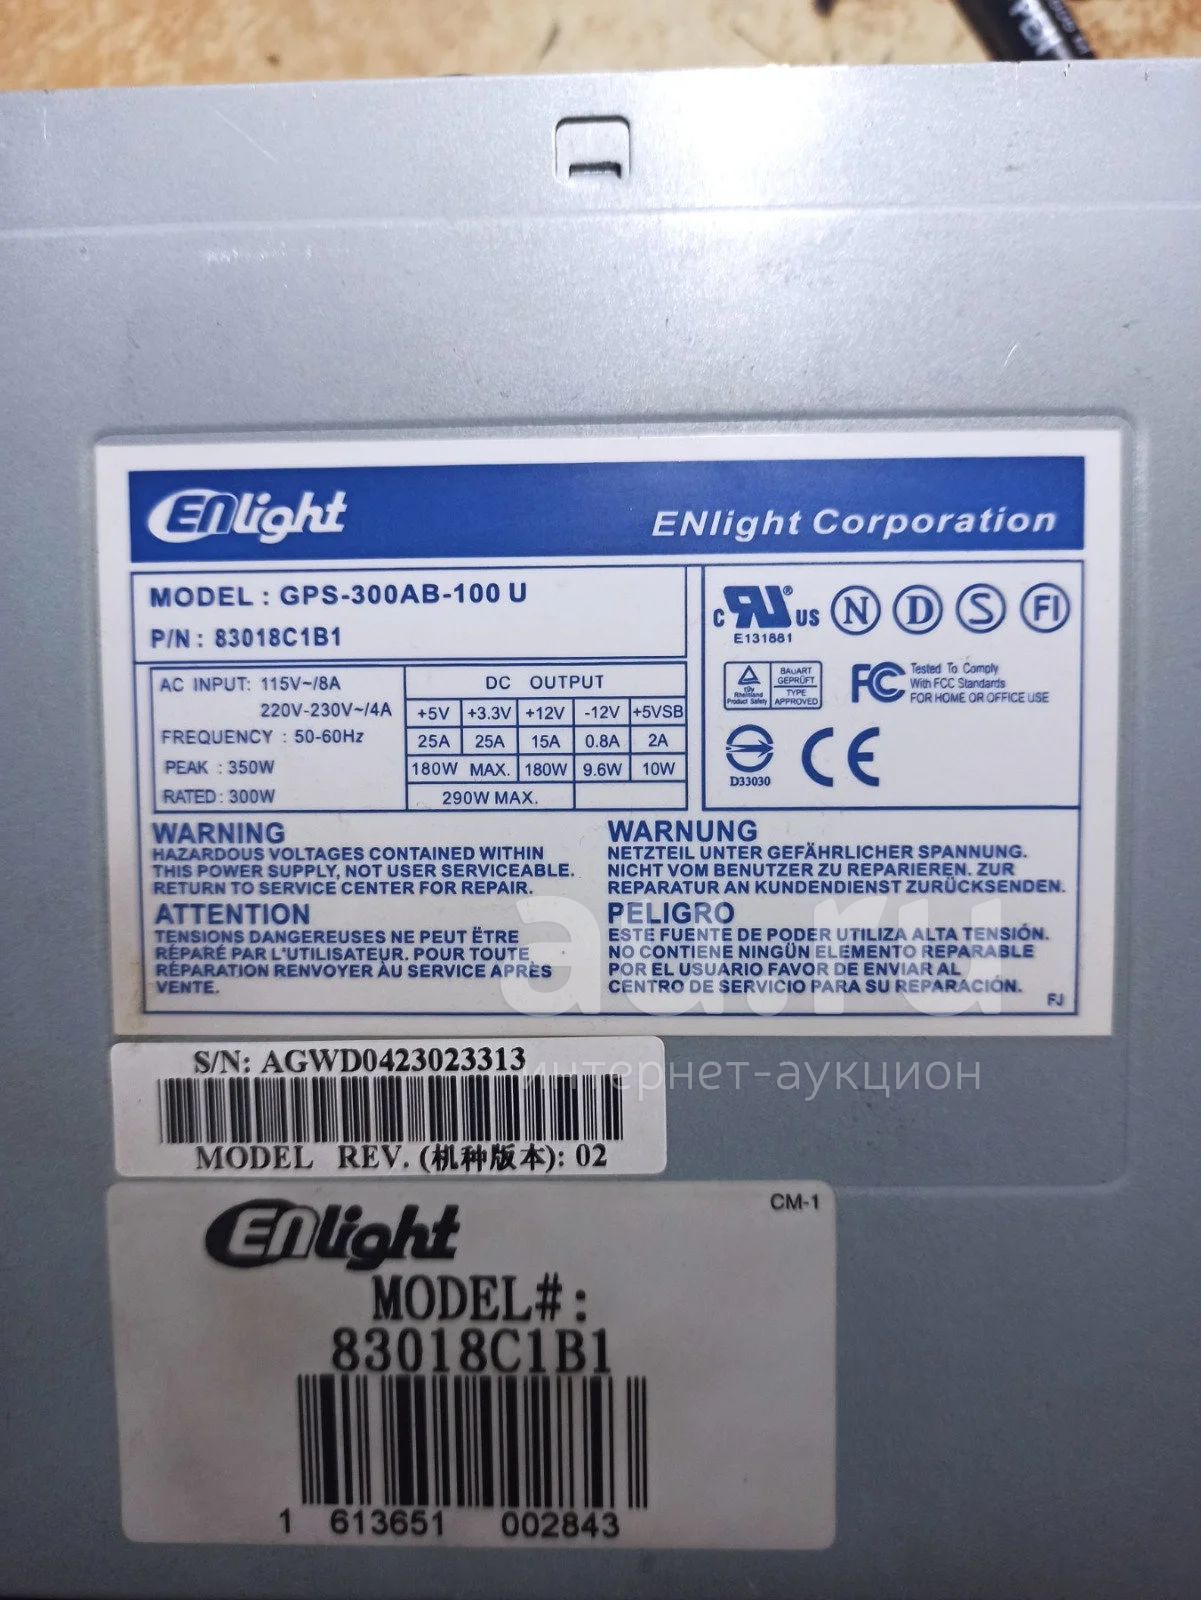 ENlight
ENlight Corporation
MODEL : GPS-300AB-100 U
P/N : 83018C1B1
c RU ® US
E131881
N D S FI
AC INPUT: 115V~/8A
220V-230V~/4A
FREQUENCY : 50-60Hz
PEAK : 350W
RATED : 300W
DC OUTPUT
+5V +3.3V +12V -12V +5VSB
25A 25A 15A 0.8A 2A
180W MAX. 180W 9.6W 10W
290W MAX.
TÜV
Rheinland
Product Safety
BAUART
GEPRÜFT
TYPE
APPROVED
FC Tested To Comply
With FCC Standards
FOR HOME OR OFFICE USE
D33030
CE
WARNING
HAZARDOUS VOLTAGES CONTAINED WITHIN
THIS POWER SUPPLY, NOT USER SERVICEABLE.
RETURN TO SERVICE CENTER FOR REPAIR.
WARNUNG
NETZTEIL UNTER GEFÄHRLICHER SPANNUNG.
NICHT VOM BENUTZER ZU REPARIEREN. ZUR
REPARATUR AN KUNDENDIENST ZURÜCKSENDEN.
ATTENTION
TENSIONS DANGEREUSES NE PEUT ËTRE
RÉPARÉ PAR L'UTILISATEUR. POUR TOUTE
RÉPARATION RENVOYER ÀU SERVICE APRÈS
VENTE.
PELIGRO
ESTE FUENTE DE PODER UTILIZA ALTA TENSIÓN.
NO CONTIENE NINGÜN ELEMENTO REPARABLE
POR EL USUARIO FAVOR DE ENVIAR AL
CENTRO DE SERVICIO PARA SU REPARACIÓN.
FJ
au.ru
интернет-аукцион
S/N: AGWD0423023313
MODEL REV. (机种版本): 02
CM-1
ENlight
MODEL#:
83018C1B1
1 613651 002843